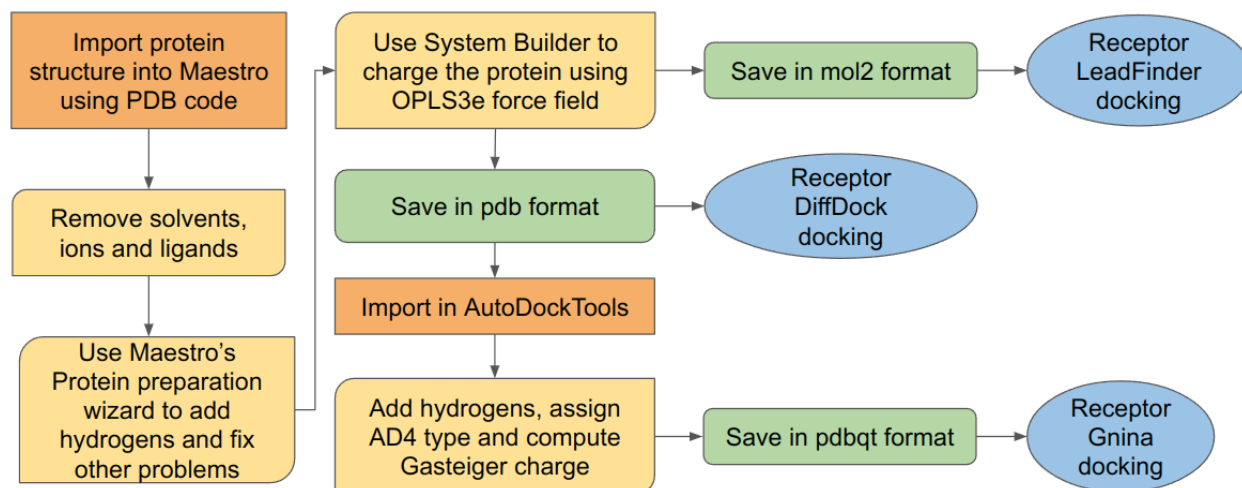 Import protein
structure into Maestro
using PDB code
Remove solvents,
ions and ligands
Use Maestro’s
Protein preparation
wizard to add
hydrogens and fix
other problems
Use System Builder to
charge the protein using
OPLS3e force field
Save in mol2 format
Receptor
LeadFinder
docking
Save in pdb format
Receptor
DiffDock
docking
Import in AutoDockTools
Add hydrogens, assign
AD4 type and compute
Gasteiger charge
Save in pdbqt format
Receptor
Gnina
docking